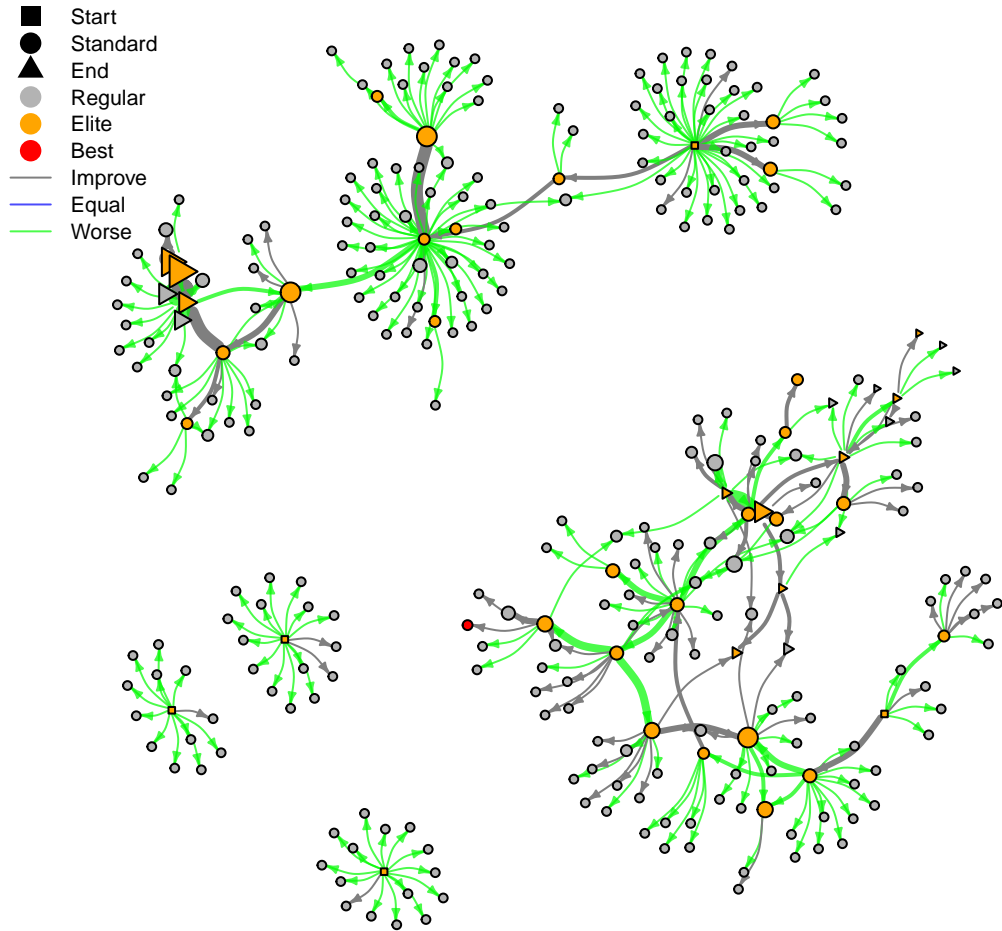 Start
Standard
End
Regular
Elite
Best
Improve
Equal
Worse